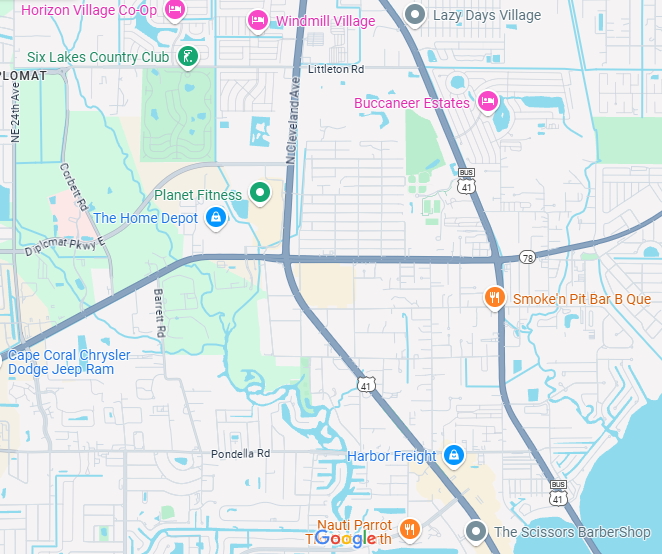 Horizon Village Co-Op
Windmill Village
Lazy Days Village
Six Lakes Country Club
Littleton Rd
PLOMAT
Buccaneer Estates
NE 24th Ave
N Cleveland Ave
Corbett Rd
BUS
41
Planet Fitness
The Home Depot
Diplomat Pkwy E
78
Barrett Rd
Smoke'n Pit Bar B Que
Cape Coral Chrysler
Dodge Jeep Ram
41
Pondella Rd
Harbor Freight
BUS
41
Nauti Parrot
Google
The Scissors BarberShop